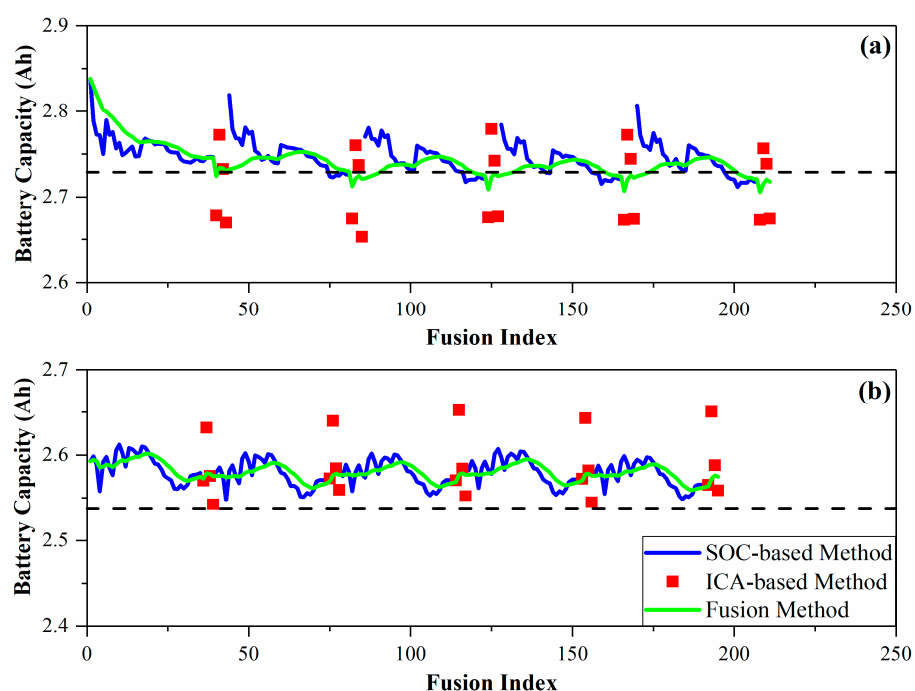 2.9
(a)
2.8
2.7
2.6
Battery Capacity (Ah)
0
50
100
150
200
250
Fusion Index
2.7
(b)
2.6
2.5
2.4
Battery Capacity (Ah)
SOC-based Method
ICA-based Method
Fusion Method
0
50
100
150
200
250
Fusion Index